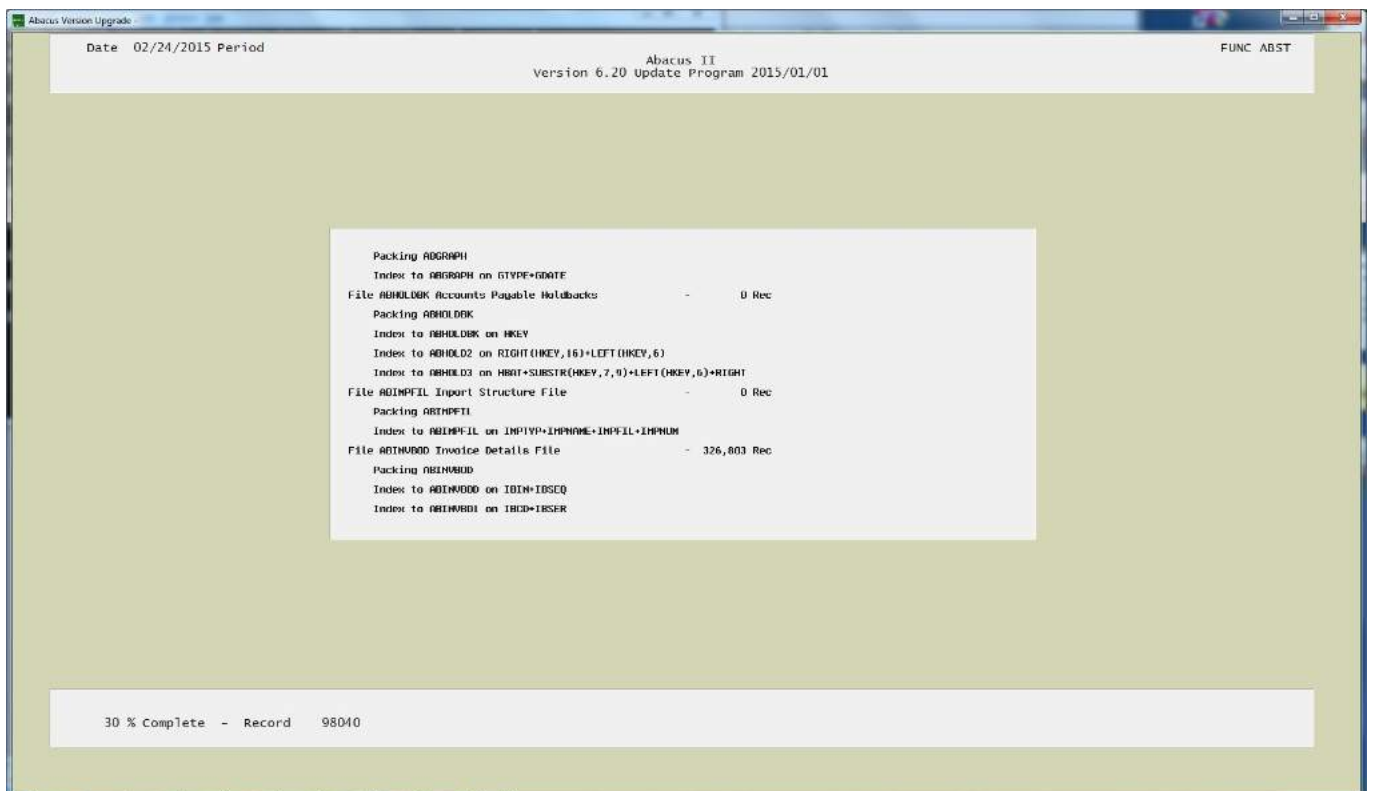 Abacus Version Upgrade -
Date 02/24/2015 Period FUNC ABST
Abacus II
Version 6.20 Update Program 2015/01/01
Packing ABGRAPH
Index to ABGRAPH on GTYPE+GDATE
File ABHOLDBK Accounts Payable Holdbacks - 0 Rec
Packing ABHOLDBK
Index to ABHOLDBK on HKEY
Index to ABHOLD2 on RIGHT(HKEY,16)+LEFT(HKEY,6)
Index to ABHOLD3 on HBAT+SUBSTR(HKEY,7,9)+LEFT(HKEY,6)+RIGHT
File ABIMPFIL Import Structure File - 0 Rec
Packing ABIMPFIL
Index to ABIMPFIL on IMPTYP+IMPNAME+IMPFIL+IMPNUM
File ABINVBOD Invoice Details File - 326,803 Rec
Packing ABINVBOD
Index to ABINVBOD on IBIN+IBSEQ
Index to ABINVBD1 on IBCD+IBSER
30 % Complete - Record 98040